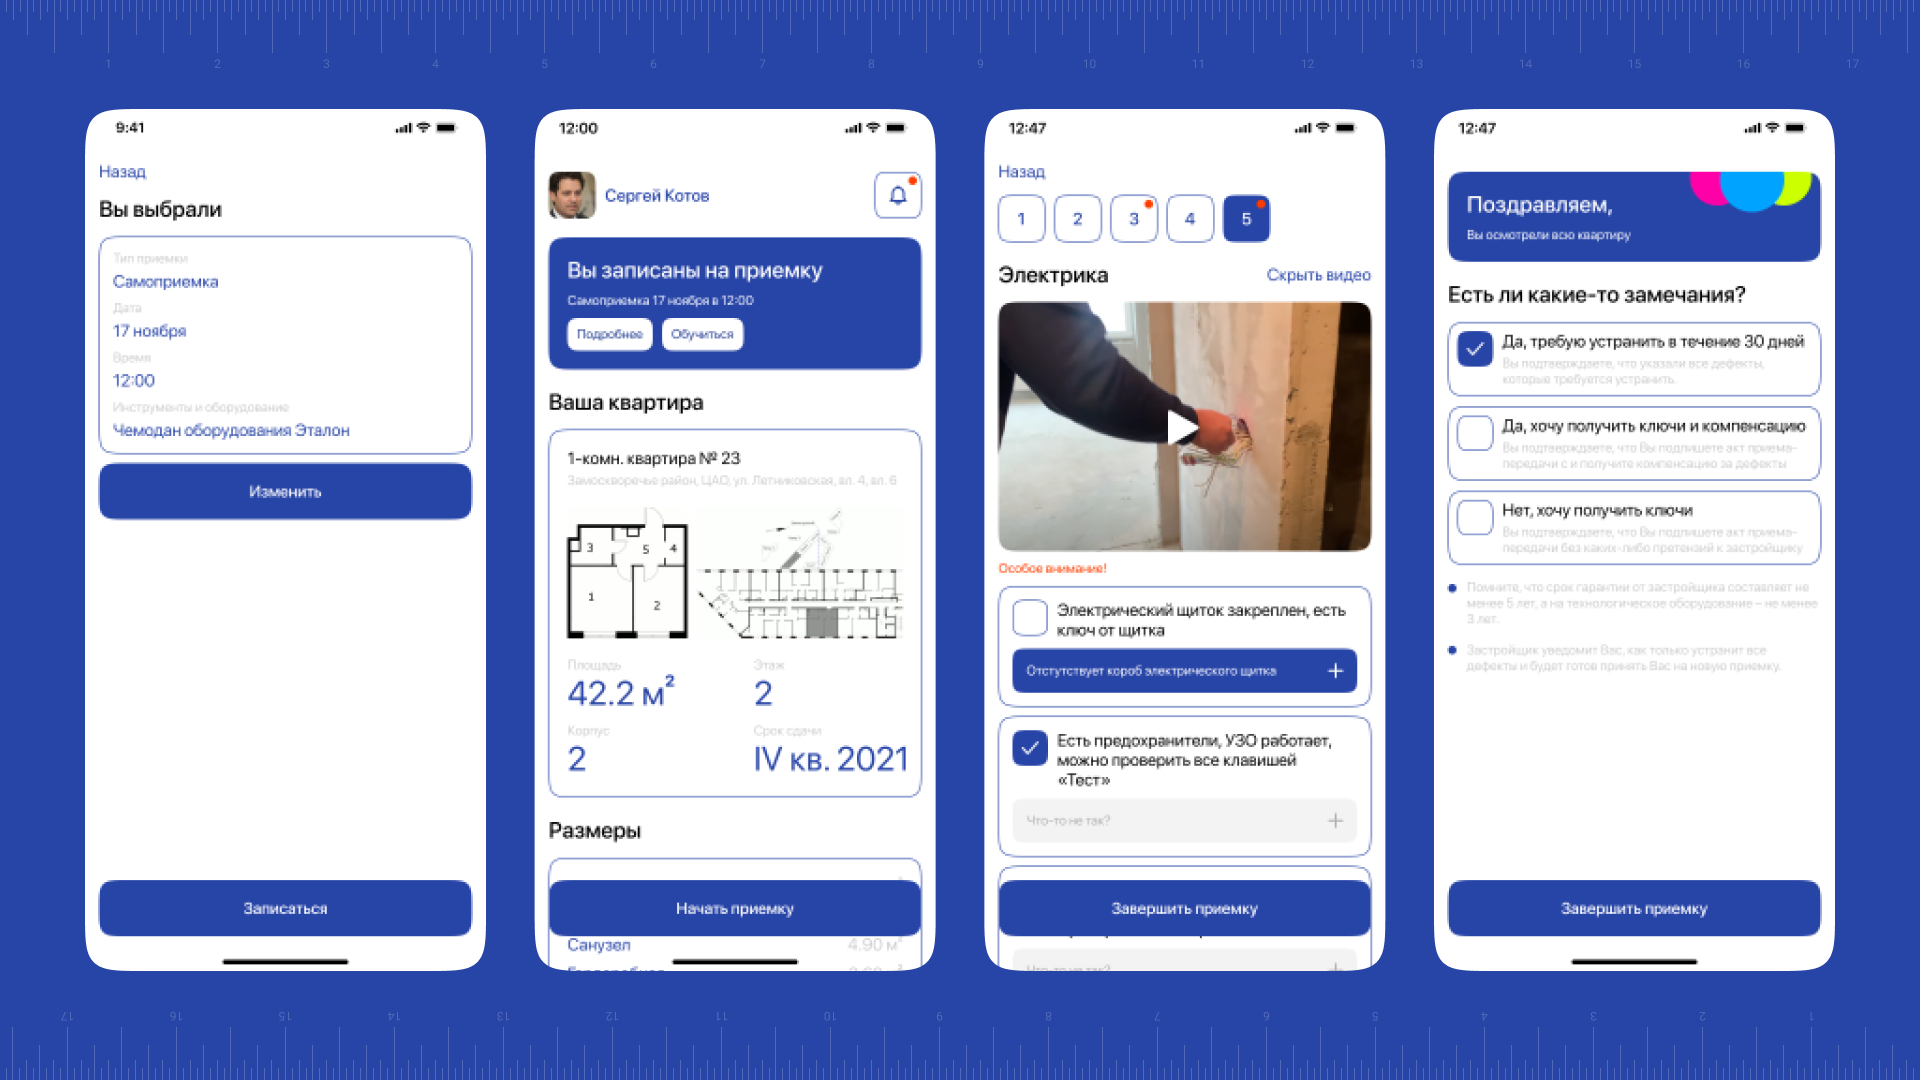 1 2 3 4 5 6 7 8 9 10 11 12 13 14 15 16 17
9:41
Назад
Вы выбрали
Тип приемки
Самоприемка
Дата
17 ноября
Время
12:00
Инструменты и оборудование
Чемодан оборудования Эталон
Изменить
Записаться
12:00
Сергей Котов
Вы записаны на приемку
Самоприемка 17 ноября в 12:00
Подробнее
Обучиться
Ваша квартира
1-комн. квартира № 23
Замоскворечье район, ЦАО, ул. Летниковская, вл. 4, вл. 6
3 5 4
1 2
Площадь
42.2 м²
Этаж
2
Корпус
2
Срок сдачи
IV кв. 2021
Размеры
Начать приемку
Санузел
4.90 м²
12:47
Назад
1 2 3 4 5
Электрика
Скрыть видео
Особое внимание!
Электрический щиток закреплен, есть
ключ от щитка
Отстутствует короб электрического щитка
Есть предохранители, УЗО работает,
можно проверить все клавишей
«Тест»
Что-то не так?
Завершить приемку
Что-то не так?
12:47
Поздравляем,
Вы осмотрели всю квартиру
Есть ли какие-то замечания?
Да, требую устранить в течение 30 дней
Вы подтверждаете, что указали все дефекты,
которые требуется устранить.
Да, хочу получить ключи и компенсацию
Вы подтверждаете, что Вы подпишете акт приема-
передачи с и получите компенсацию за дефекты
Нет, хочу получить ключи
Вы подтверждаете, что Вы подпишете акт приема-
передачи без каких-либо претензий к застройщику
Помните, что срок гарантии от застройщика составляет не
менее 5 лет, а на технологическое оборудование – не менее
3 лет.
Застройщик уведомит Вас, как только устранит все
дефекты и будет готов принять Вас на новую приемку.
Завершить приемку
17 16 15 14 13 12 11 10 9 8 7 6 5 4 3 2 1